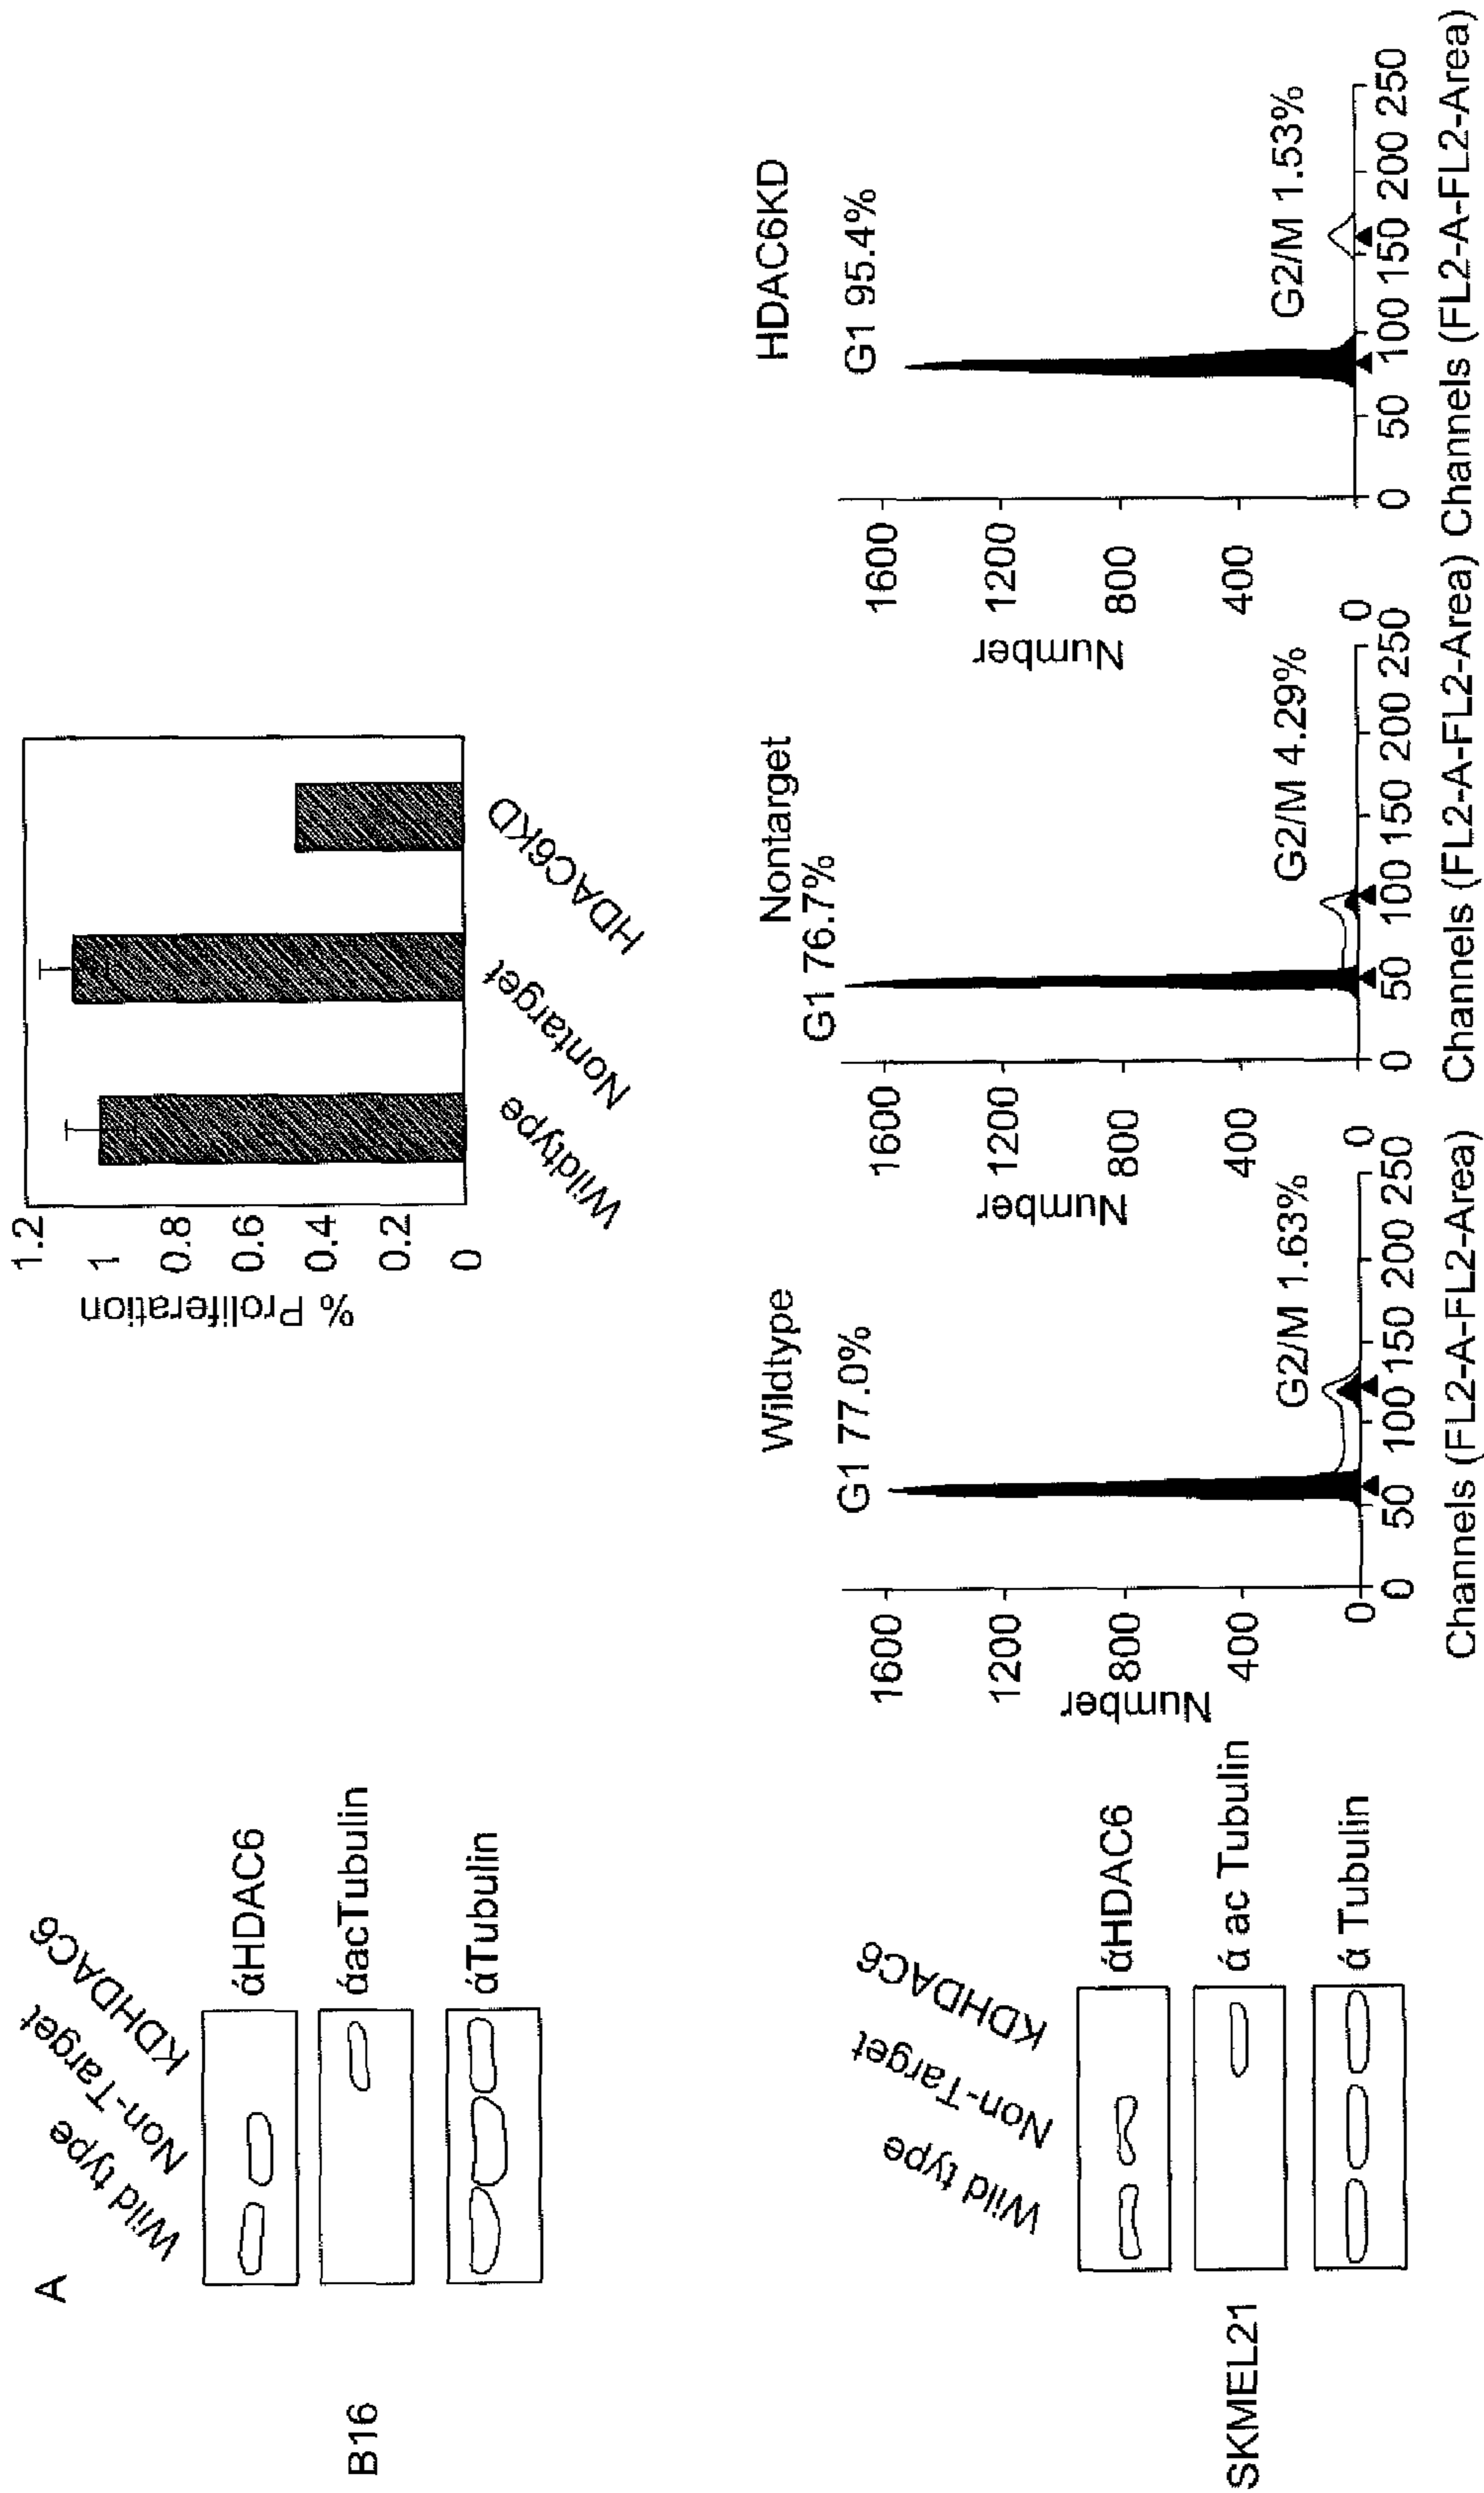 A
Wild type
Non-Target
KDHDAC6
B16
άHDAC6
άacTubulin
άTubulin
% Proliferation
1.2
1
0.8
0.6
0.4
0.2
0
Wildtype
Nontarget
HDAC6KD
SKMEL21
Wild type
Non-Target
KDHDAC6
άHDAC6
ά ac Tubulin
ά Tubulin
Wildtype
G1 77.0%
G2/M 1.63%
Number
1600
1200
800
400
0
0 50 100 150 200 250
Channels (FL2-A-FL2-Area)
Nontarget
G1 76.7%
G2/M 4.29%
Number
1600
1200
800
400
0
0 50 100 150 200 250
Channels (FL2-A-FL2-Area)
HDAC6KD
G1 95.4%
G2/M 1.53%
Number
1600
1200
800
400
0
0 50 100 150 200 250
Channels (FL2-A-FL2-Area)